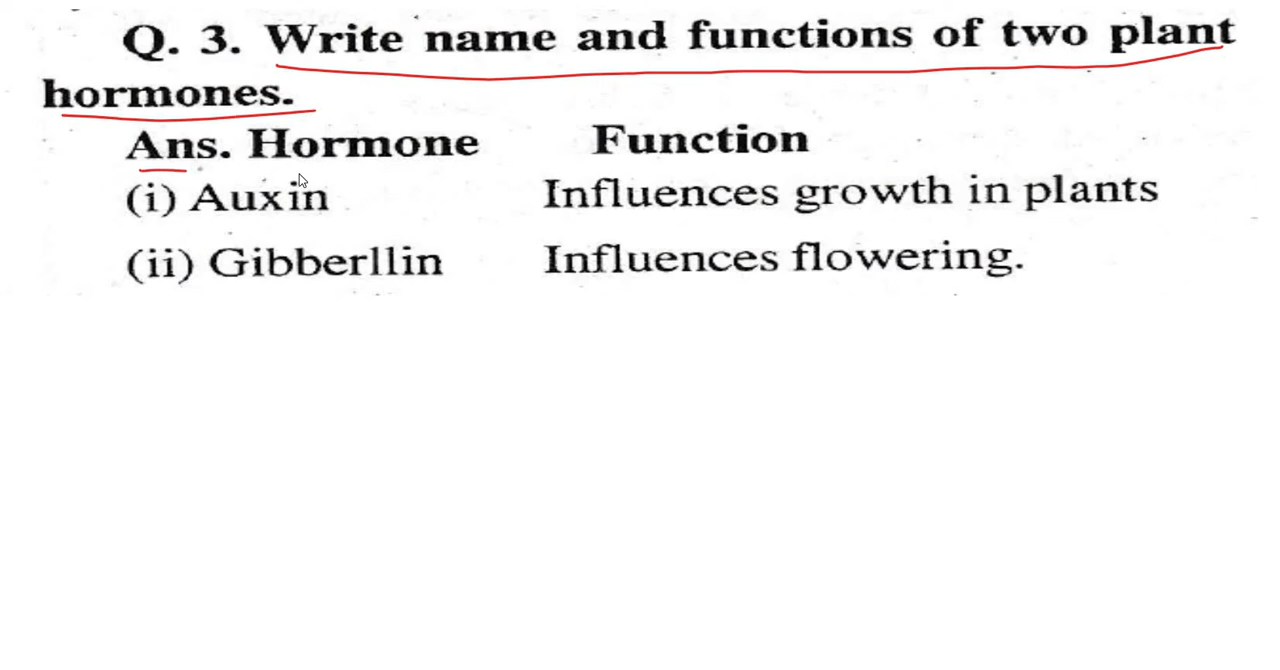 Q. 3. Write name and functions of two plant
hormones.
Ans. Hormone Function
(i) Auxin Influences growth in plants
(ii) Gibberllin Influences flowering.